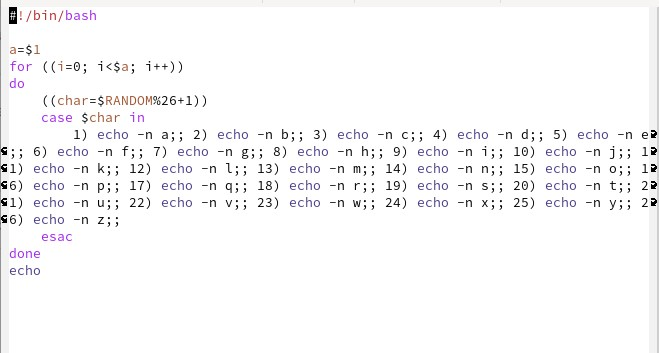 #!/bin/bash

a=$1
for ((i=0; i<$a; i++))
do
    ((char=$RANDOM%26+1))
    case $char in
        1) echo -n a;; 2) echo -n b;; 3) echo -n c;; 4) echo -n d;; 5) echo -n e
;; 6) echo -n f;; 7) echo -n g;; 8) echo -n h;; 9) echo -n i;; 10) echo -n j;; 1
1) echo -n k;; 12) echo -n l;; 13) echo -n m;; 14) echo -n n;; 15) echo -n o;; 1
6) echo -n p;; 17) echo -n q;; 18) echo -n r;; 19) echo -n s;; 20) echo -n t;; 2
1) echo -n u;; 22) echo -n v;; 23) echo -n w;; 24) echo -n x;; 25) echo -n y;; 2
6) echo -n z;;
    esac
done
echo